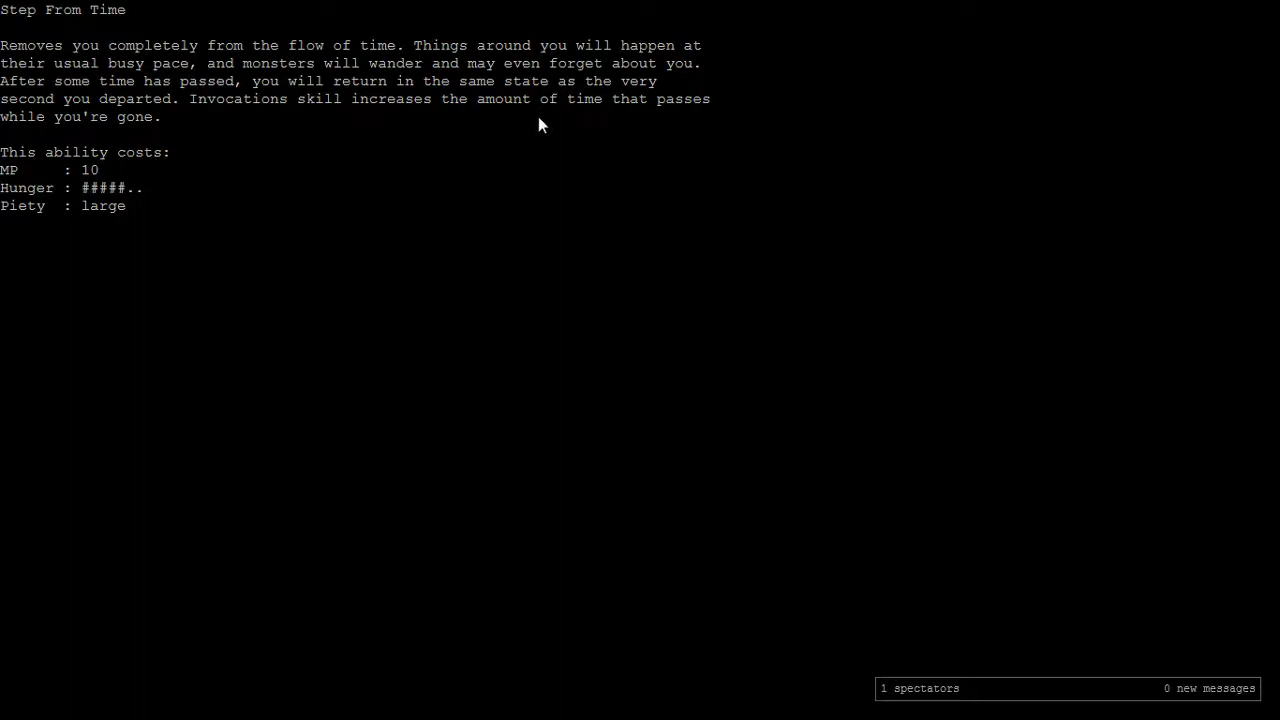 Step From Time
Removes you completely from the flow of time. Things around you will happen at
their usual busy pace, and monsters will wander and may even forget about you.
After some time has passed, you will return in the same state as the very
second you departed. Invocations skill increases the amount of time that passes
while you're gone.
This ability costs:
MP     : 10
Hunger : #####..
Piety  : large
1 spectators 0 new messages